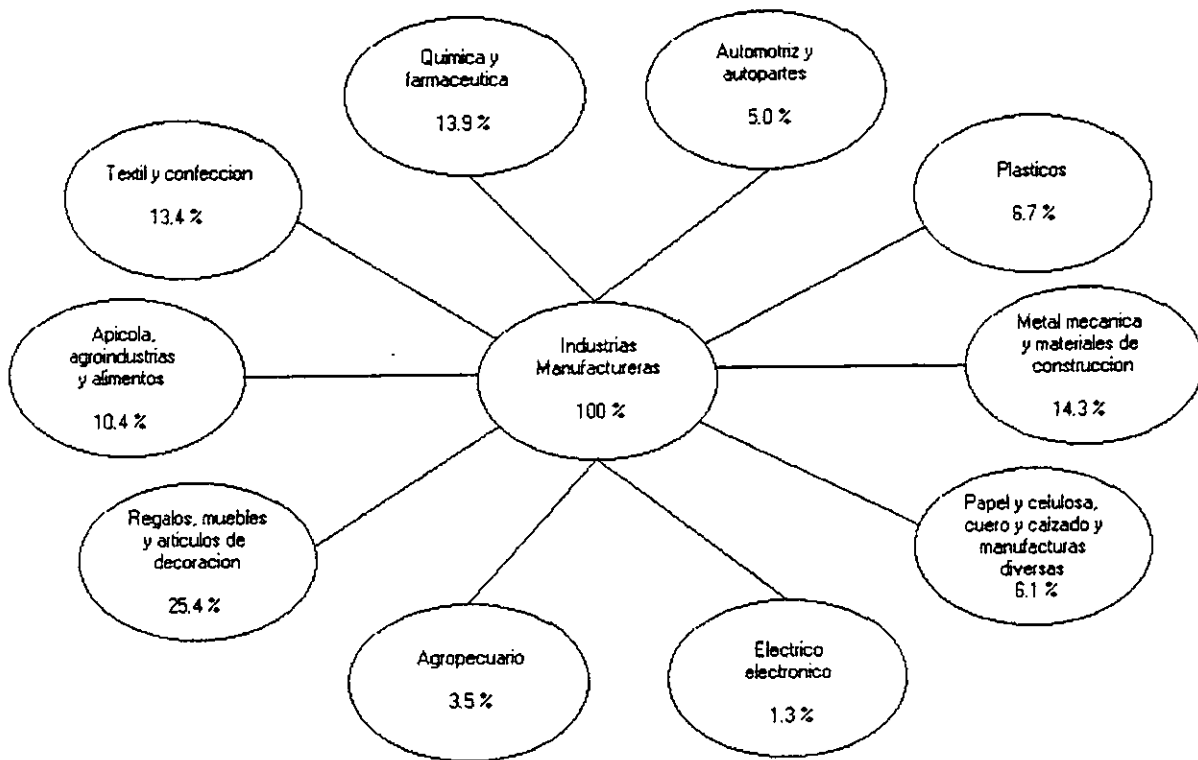 Quimica y
farmaceutica
13.9 %
Automotriz y
autopartes
5.0 %
Textil y confeccion
13.4 %
Plasticos
6.7 %
Apicola,
agroindustrias
y alimentos
10.4 %
Industrias
Manufactureras
100 %
Metal mecanica
y materiales de
construccion
14.3 %
Regalos, muebles
y articulos de
decoracion
25.4 %
Papel y celulosa,
cuero y calzado y
manufacturas
diversas
6.1 %
Agropecuario
3.5 %
Electrico
electronico
1.3 %